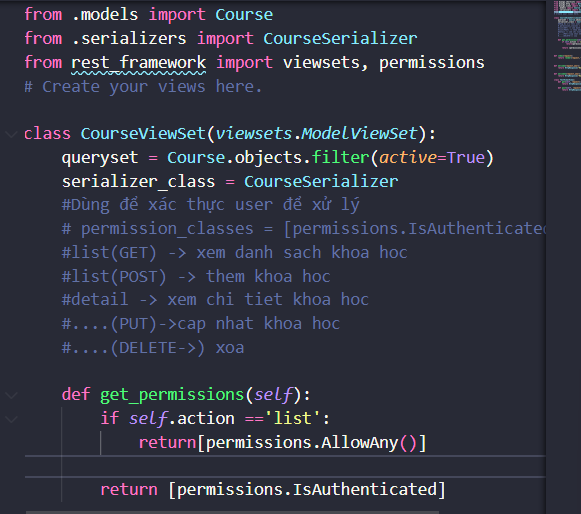 from .models import Course
from .serializers import CourseSerializer
from rest_framework import viewsets, permissions
# Create your views here.
class CourseViewSet(viewsets.ModelViewSet):
queryset = Course.objects.filter(active=True)
serializer_class = CourseSerializer
#Dùng để xác thực user để xử lý
# permission_classes = [permissions.IsAuthenticated
#list(GET) -> xem danh sach khoa hoc
#list(POST) -> them khoa hoc
#detail -> xem chi tiet khoa hoc
#....(PUT)->cap nhat khoa hoc
#....(DELETE->) xoa
def get_permissions(self):
if self.action =='list':
return[permissions.AllowAny()]
return [permissions.IsAuthenticated]